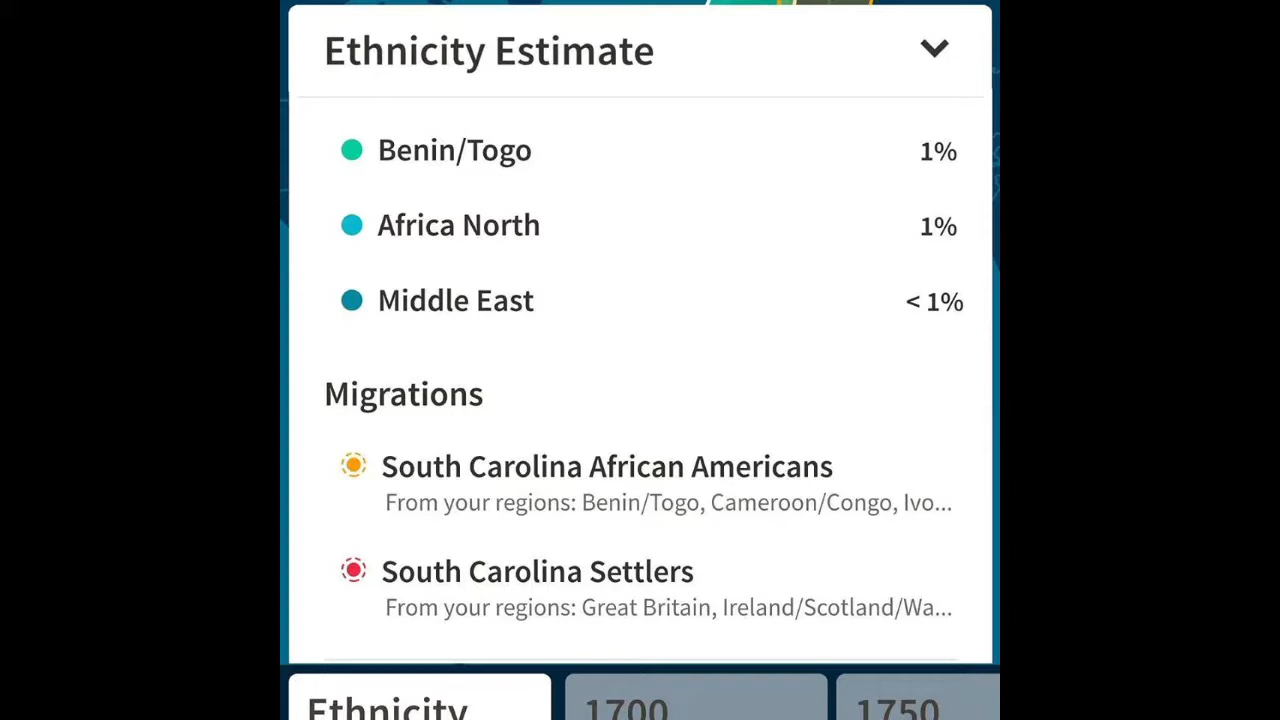 Ethnicity Estimate
Benin/Togo 1%
Africa North 1%
Middle East < 1%
Migrations
South Carolina African Americans
From your regions: Benin/Togo, Cameroon/Congo, Ivo...
South Carolina Settlers
From your regions: Great Britain, Ireland/Scotland/Wa...
Ethnicity 1700 1750